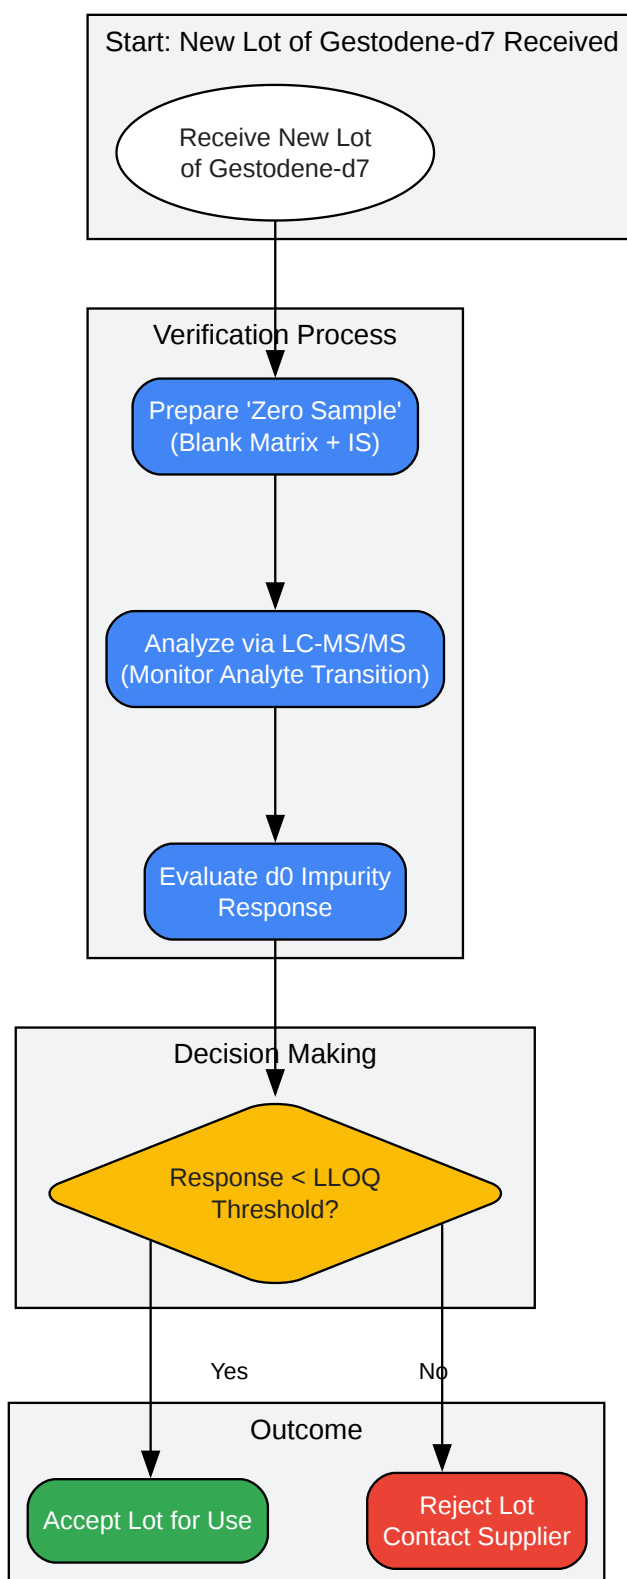 Start: New Lot of Gestodene-d7 Received
Receive New Lot
of Gestodene-d7
Verification Process
Prepare 'Zero Sample'
(Blank Matrix + IS)
Analyze via LC-MS/MS
(Monitor Analyte Transition)
Evaluate d0 Impurity
Response
Decision Making
Response < LLOQ
Threshold?
Yes
No
Outcome
Accept Lot for Use
Reject Lot
Contact Supplier